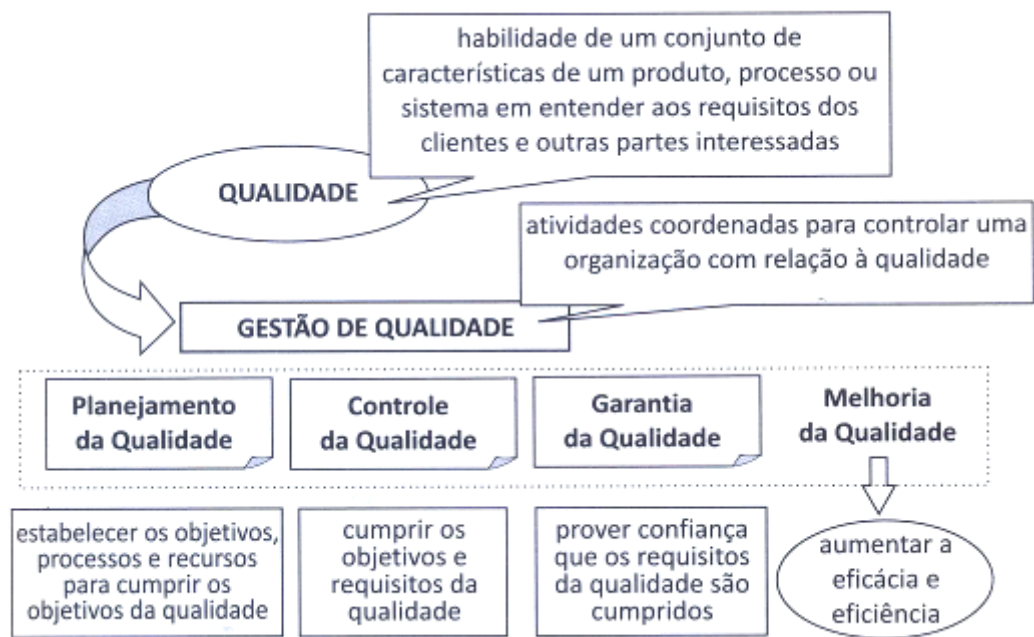 habilidade de um conjunto de
características de um produto, processo ou
sistema em entender aos requisitos dos
clientes e outras partes interessadas
QUALIDADE
atividades coordenadas para controlar uma
organização com relação à qualidade
GESTÃO DE QUALIDADE
Planejamento
da Qualidade
Controle
da Qualidade
Garantia
da Qualidade
Melhoria
da Qualidade
estabelecer os objetivos,
processos e recursos
para cumprir os
objetivos da qualidade
cumprir os
objetivos e
requisitos da
qualidade
prover confiança
que os requisitos
da qualidade são
cumpridos
aumentar a
eficácia e
eficiência